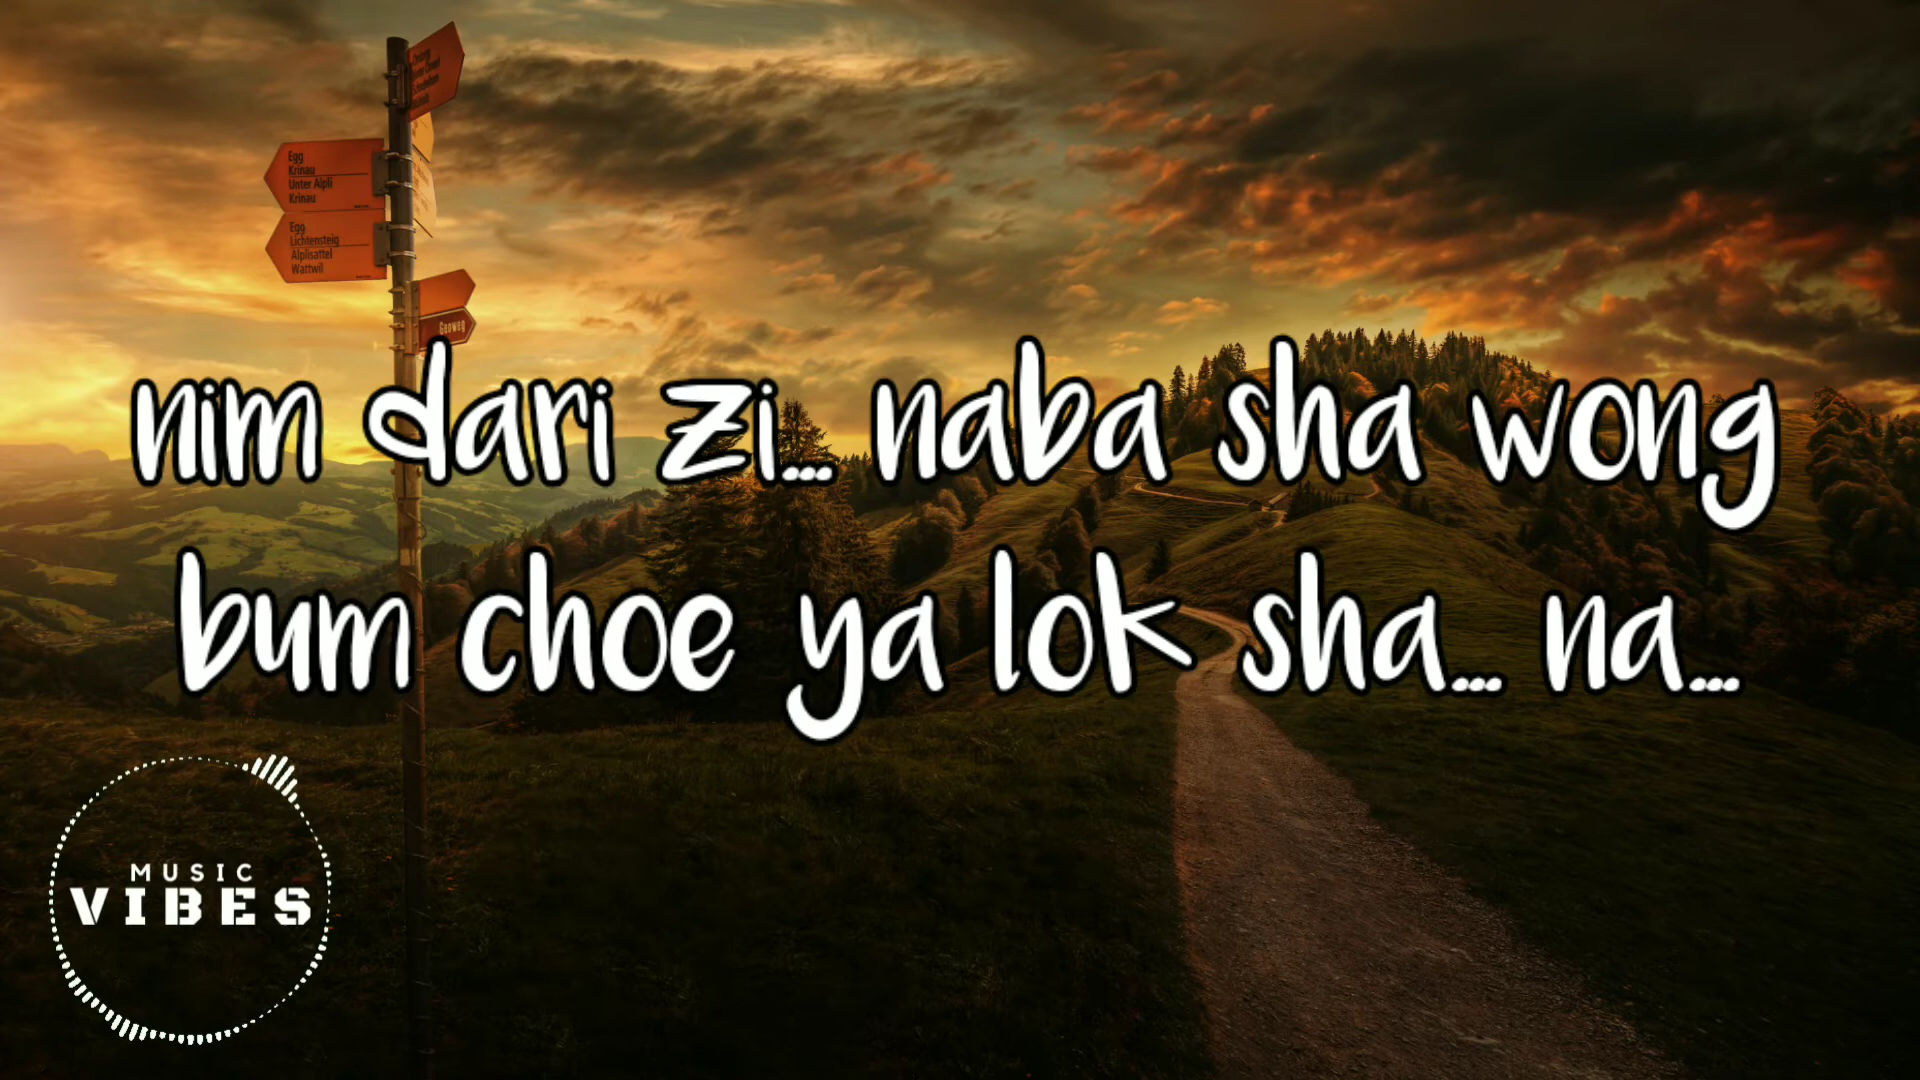 Egg
Krinau
Unter Alpli
Krinau
Egg
Lichtensteig
Alplisattel
Wattwil
Geoweg
nim dari zi... naba sha wong
bum choe ya lok sha... na...
MUSIC
VIBES